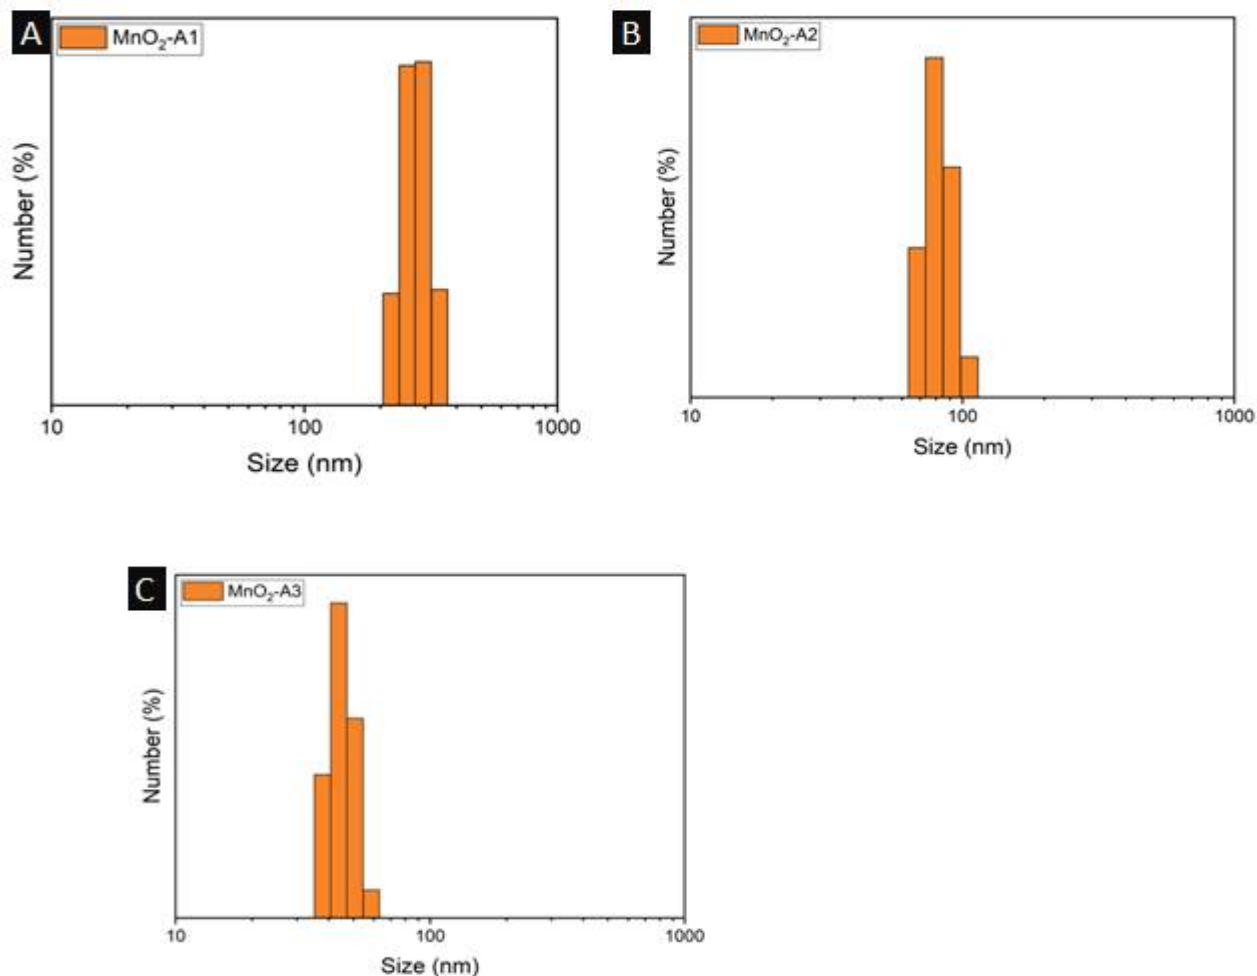 A
MnO₂-A1
Number (%)
10 100 1000
Size (nm)
B
MnO₂-A2
Number (%)
10 100 1000
Size (nm)
C
MnO₂-A3
Number (%)
10 100 1000
Size (nm)